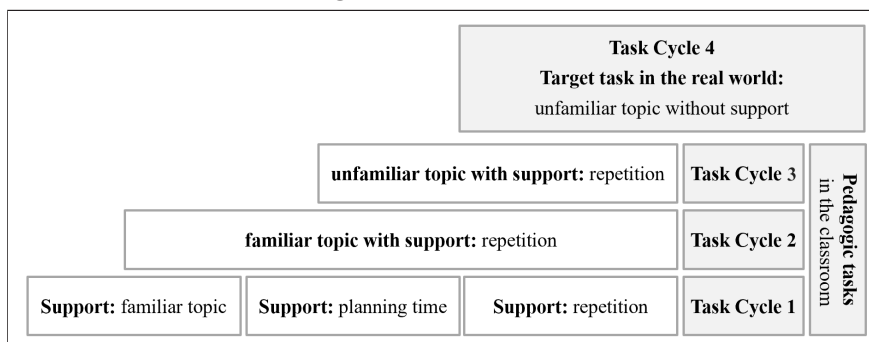 Task Cycle 4
Target task in the real world:
unfamiliar topic without support
unfamiliar topic with support: repetition
Task Cycle 3
familiar topic with support: repetition
Task Cycle 2
Support: familiar topic
Support: planning time
Support: repetition
Task Cycle 1
Pedagogic tasks
in the classroom